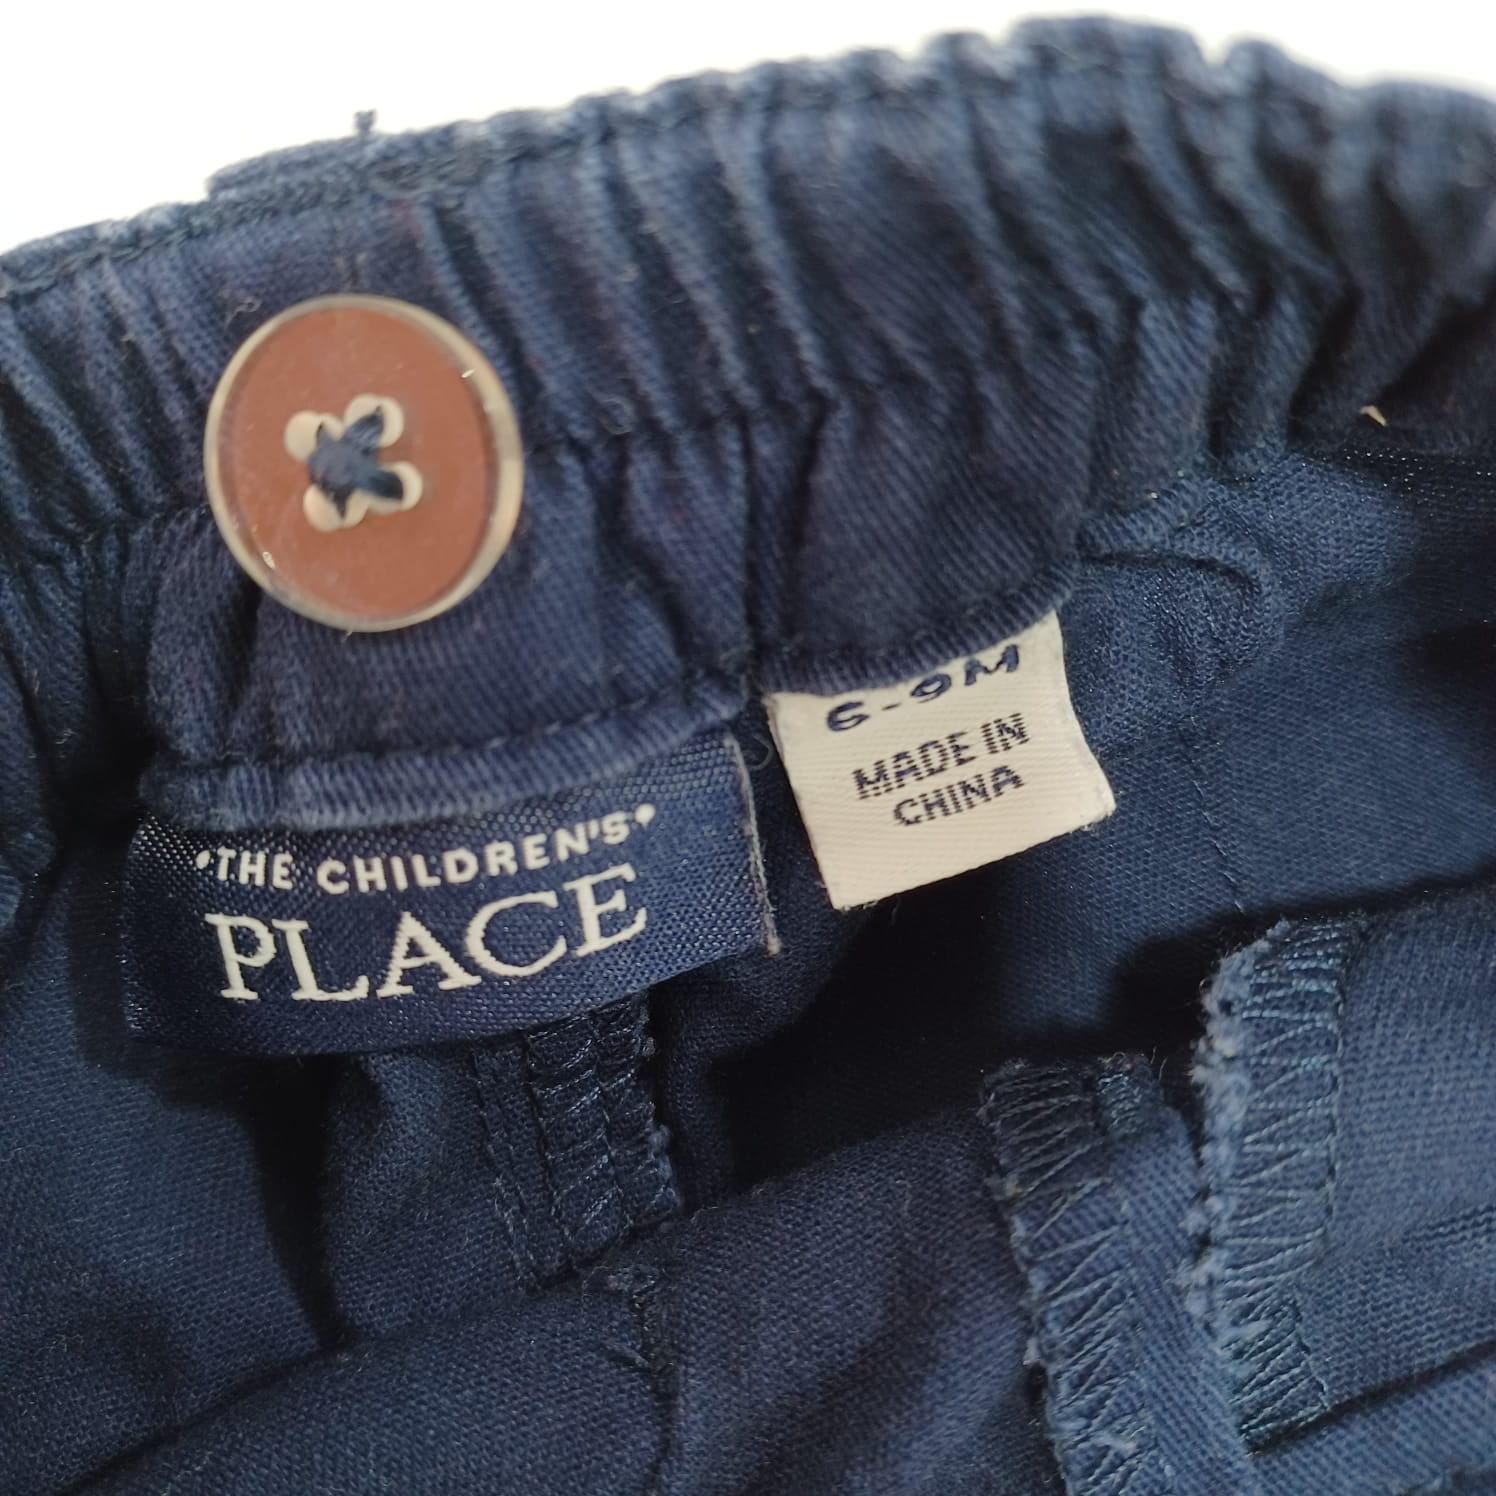 THE CHILDREN'S
PLACE
6-9M
MADE IN
CHINA